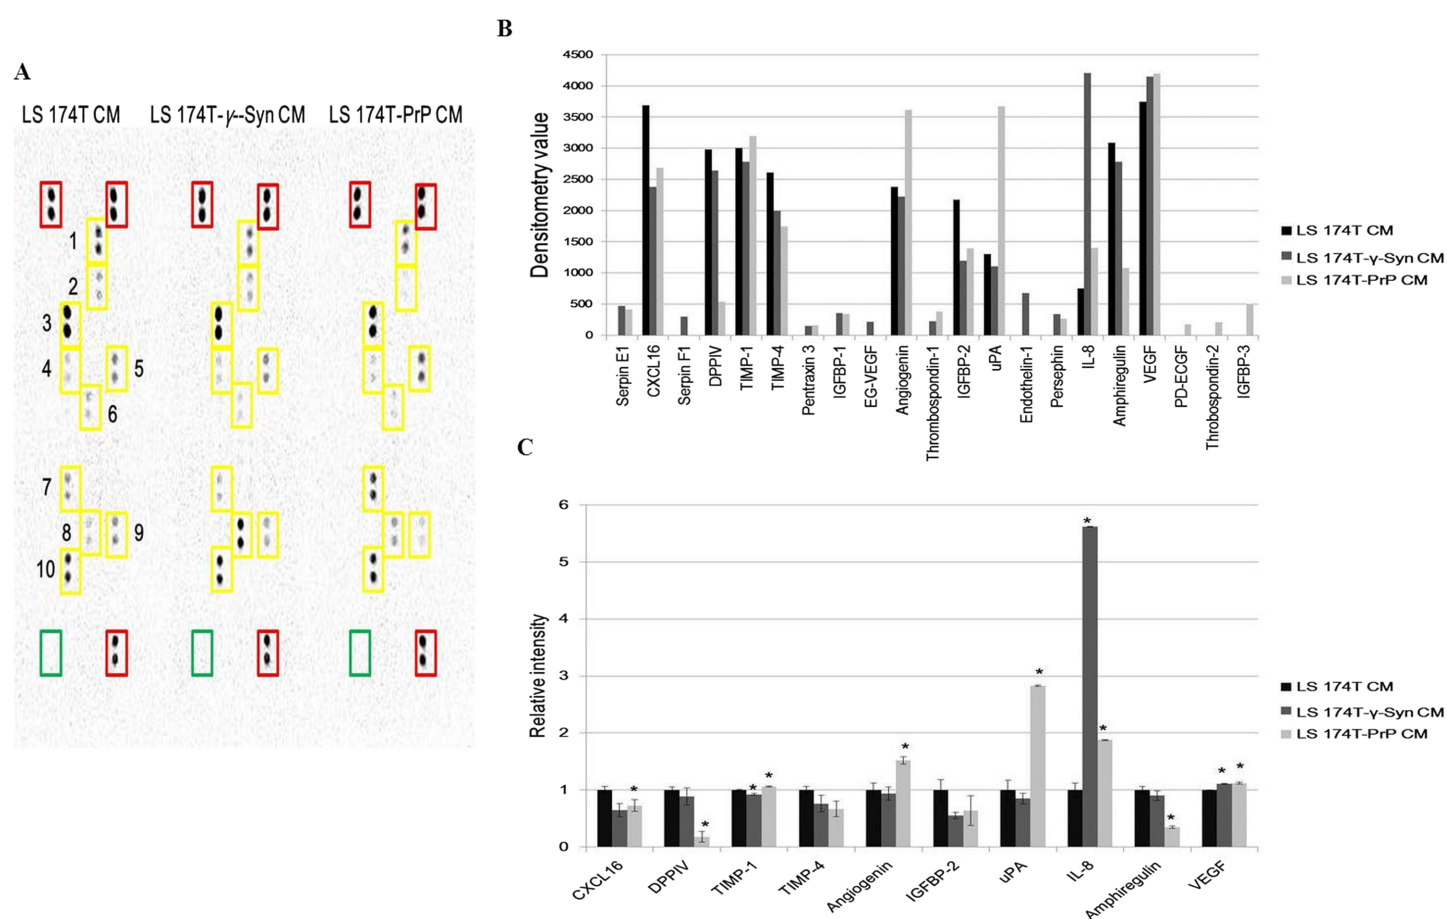 A
LS 174T CM
LS 174T-γ--Syn CM
LS 174T-PrP CM
1
2
3
4
5
6
7
8
9
10
B
Densitometry value
4500
4000
3500
3000
2500
2000
1500
1000
500
0
Serpin E1
CXCL16
Serpin F1
DPPIV
TIMP-1
TIMP-4
Pentraxin 3
IGFBP-1
EG-VEGF
Angiogenin
Thrombospondin-1
IGFBP-2
uPA
Endothelin-1
Persephin
IL-8
Amphiregulin
VEGF
PD-ECGF
Throbospondin-2
IGFBP-3
LS 174T CM
LS 174T-γ-Syn CM
LS 174T-PrP CM
C
Relative intensity
6
5
4
3
2
1
0
* * * * * * * * * * *
CXCL16
DPPIV
TIMP-1
TIMP-4
Angiogenin
IGFBP-2
uPA
IL-8
Amphiregulin
VEGF
LS 174T CM
LS 174T-γ-Syn CM
LS 174T-PrP CM